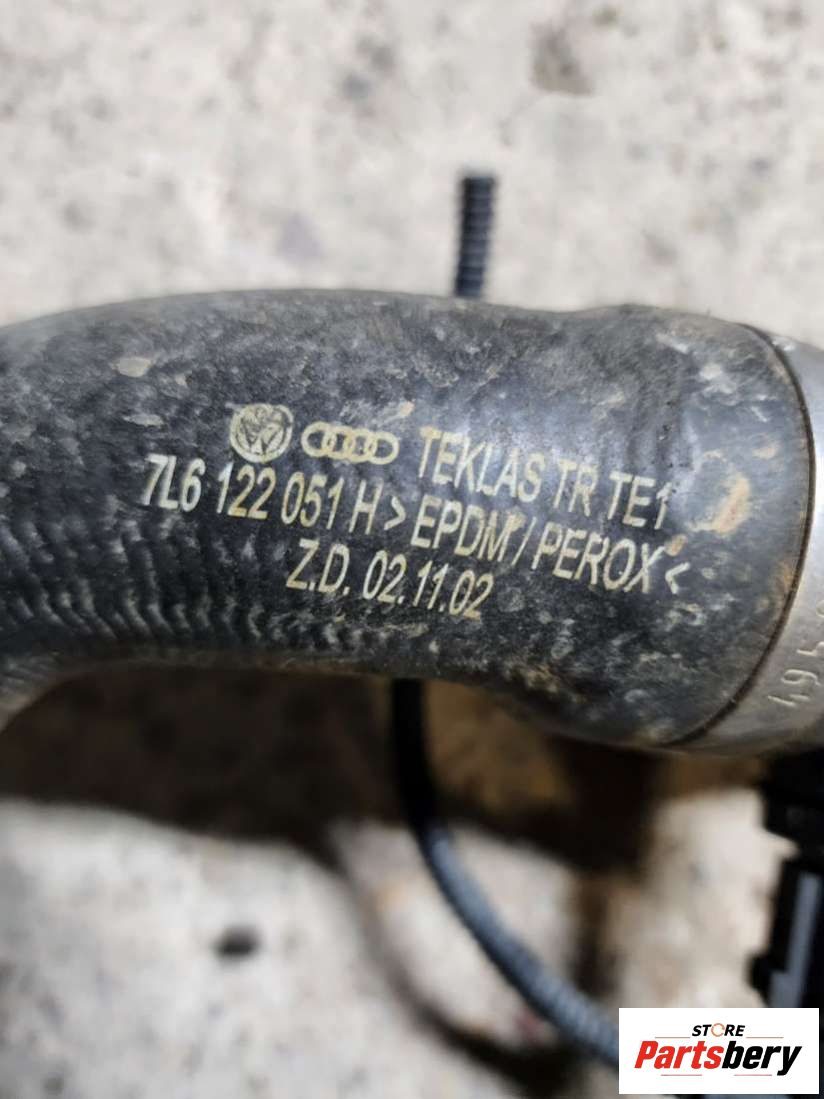 TEKLAS TR TE1
7L6 122 051 H > EPDM / PEROX <
Z.D. 02.11.02
STORE
Partsbery